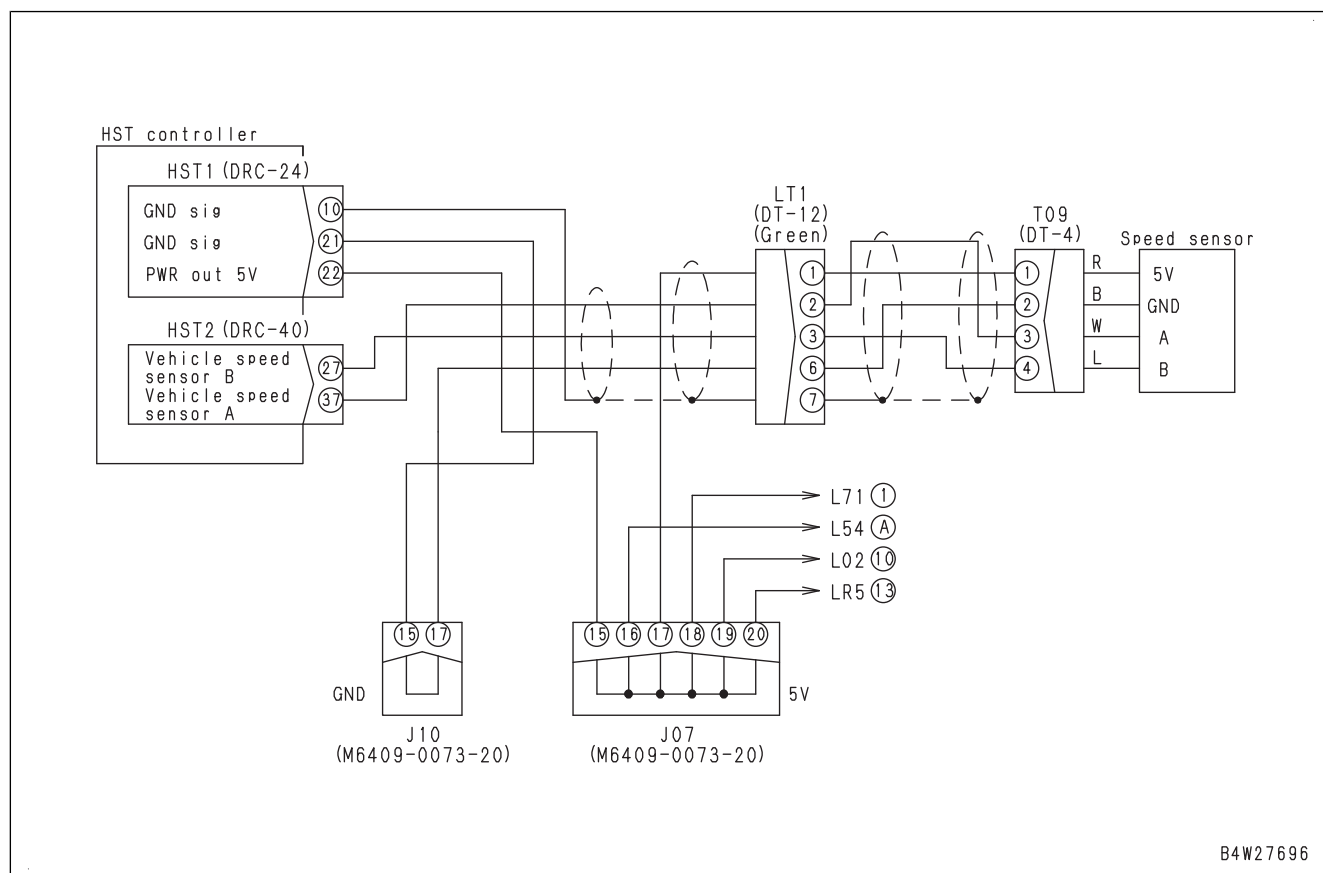 HST controller
HST1 (DRC-24)
GND sig
10
GND sig
21
PWR out 5V
22
HST2 (DRC-40)
Vehicle speed
sensor B
27
Vehicle speed
sensor A
37
LT1
(DT-12)
(Green)
1
2
3
6
7
T09
(DT-4)
1
2
3
4
R
B
W
L
Speed sensor
5V
GND
A
B
L71 1
L54 A
L02 10
LR5 13
15 17
GND
J10
(M6409-0073-20)
15 16 17 18 19 20
5V
J07
(M6409-0073-20)
B4W27696